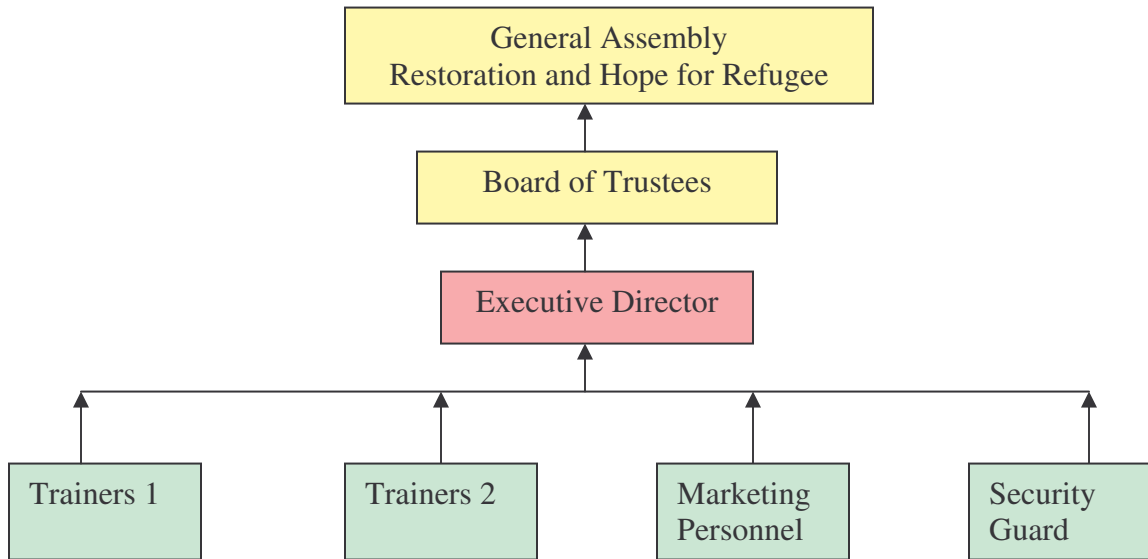 General Assembly
Restoration and Hope for Refugee
Board of Trustees
Executive Director
Trainers 1
Trainers 2
Marketing
Personnel
Security
Guard